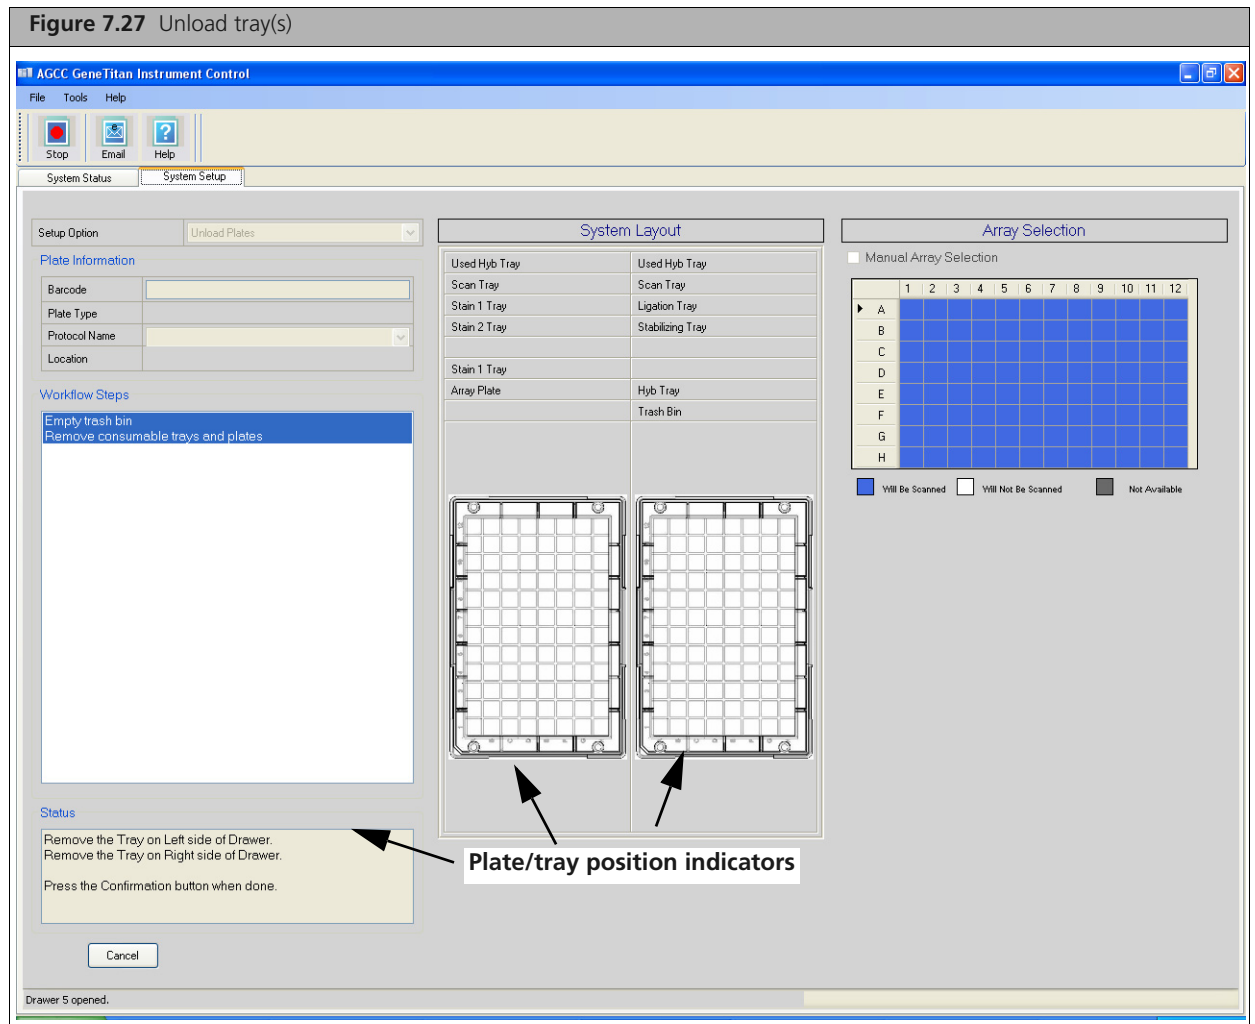 Figure 7.27 Unload tray(s)
AGCC GeneTitan Instrument Control
File Tools Help
Stop Email Help
System Status System Setup
Setup Option Unload Plates
Plate Information
Barcode
Plate Type
Protocol Name
Location
Workflow Steps
Empty trash bin
Remove consumable trays and plates
Status
Remove the Tray on Left side of Drawer.
Remove the Tray on Right side of Drawer.
Press the Confirmation button when done.
Cancel
System Layout
Used Hyb Tray Used Hyb Tray
Scan Tray Scan Tray
Stain 1 Tray Ligation Tray
Stain 2 Tray Stabilizing Tray
Stain 1 Tray
Array Plate Hyb Tray
Trash Bin
Plate/tray position indicators
Array Selection
Manual Array Selection
1 2 3 4 5 6 7 8 9 10 11 12
A
B
C
D
E
F
G
H
Will Be Scanned Will Not Be Scanned Not Available
Drawer 5 opened.